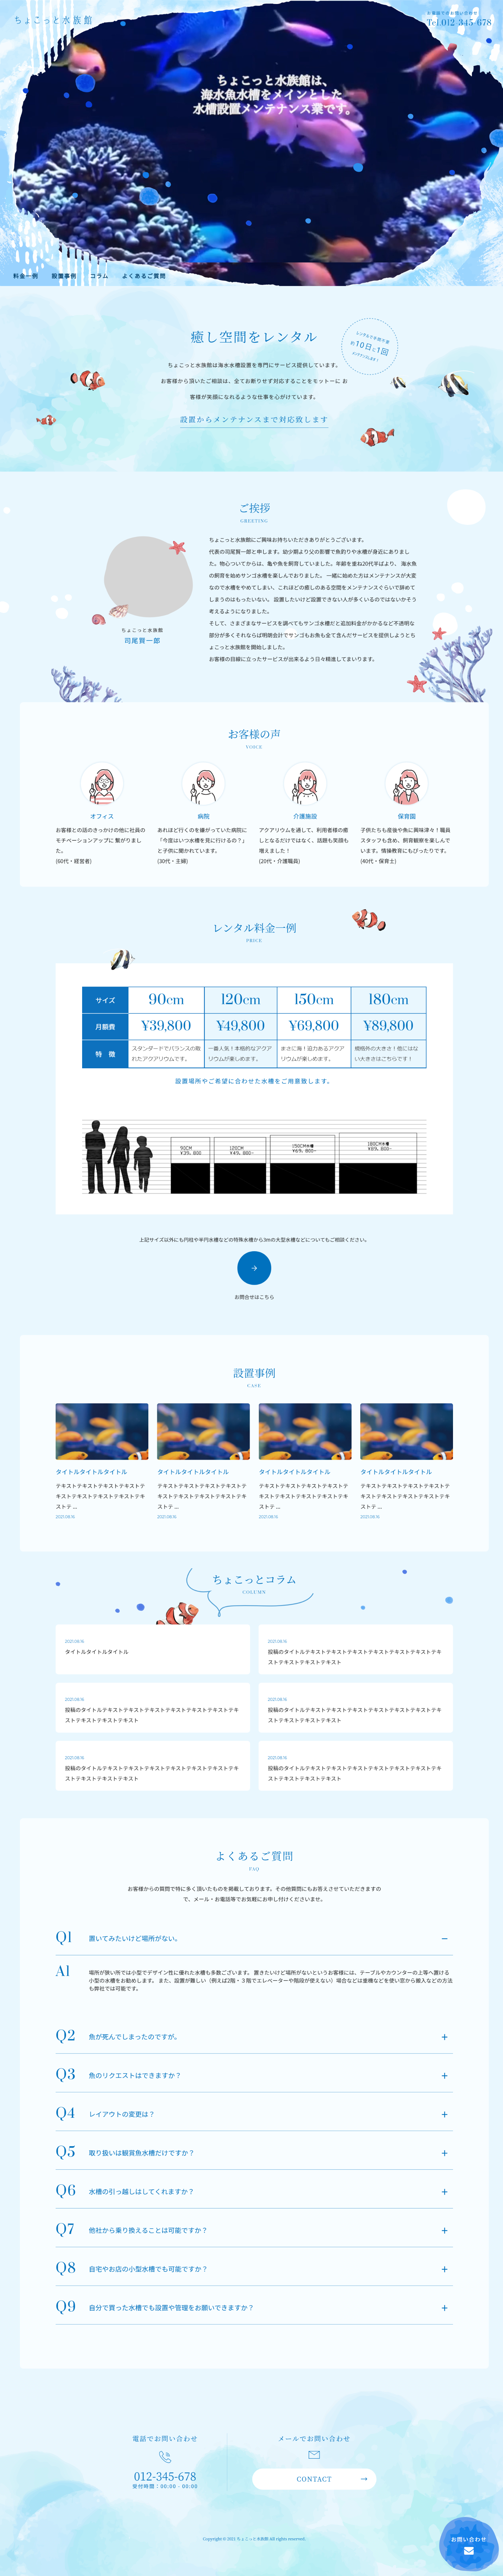 ちょこっと水族館
お電話でのお問い合わせ
Tel.012-345-678
ちょこっと水族館は、
海水魚水槽をメインとした
水槽設置メンテナンス業です。
料金一例
設置事例
コラム
よくあるご質問
癒し空間をレンタル
約10日に1回
ちょこっと水族館は海水水槽設置を専門にサービス提供しています。
お客様から頂いたご相談は、全てお断りせず対応することをモットーに お
客様が笑顔になれるような仕事を心がけています。
設置からメンテナンスまで対応致します
ご挨拶
GREETING
ちょこっと水族館にご興味お持ちいただきありがとうございます。
代表の司尾賢一郎と申します。幼少期より父の影響で魚釣りや水槽が身近にありまし
た。物心ついてからは、亀や魚を飼育していました。年齢を重ね20代半ばより、 海水魚
の飼育を始めサンゴ水槽を楽しんでおりました。 一緒に始めた方はメンテナンスが大変
なので水槽をやめてしまい、これほどの癒しのある空間をメンテナンスぐらいで辞めて
しまうのはもったいない。 設置したいけど設置できない人が多くいるのではないかそう
考えるようになりました。
そして、さまざまなサービスを調べてもサンゴ水槽だと追加料金がかかるなど不透明な
部分が多くそれならば明朗会計でサンゴもお魚も全て含んだサービスを提供しようとち
ょこっと水族館を開始しました。
お客様の目線に立ったサービスが出来るよう日々精進してまいります。
ちょこっと水族館
司尾賢一郎
お客様の声
VOICE
オフィス
お客様との話のきっかけの他に社員の
モチベーションアップに 繋がりまし
た。
(60代・経営者)
病院
あれほど行くのを嫌がっていた病院に
「今度はいつ水槽を見に行けるの？」
と子供に聞かれています。
(30代・主婦)
介護施設
アクアリウムを通して、利用者様の癒
しとなるだけではなく、話題も笑顔も
増えました！
(20代・介護職員)
保育園
子供たちも産後や魚に興味津々！職員
スタッフも含め、飼育観察を楽しんで
います。情操教育にもぴったりです。
(40代・保育士)
レンタル料金一例
PRICE
サイズ
90cm
120cm
150cm
180cm
月額費
¥39,800
¥49,800
¥69,800
¥89,800
特 徴
スタンダードでバランスの取
れたアクアリウムです。
一番人気！本格的なアクア
リウムが楽しめます。
まさに海！迫力あるアクア
リウムが楽しめます。
規格外の大きさ！他にはな
い大きさはこちらです！
設置場所やご希望に合わせた水槽をご用意致します。
90CM
¥39,800
120CM
¥49,800~
150CM水槽
¥69,800~
180CM水槽
¥89,800~
上記サイズ以外にも円柱や半円水槽などの特殊水槽から3mの大型水槽などについてもご相談ください。
お問合せはこちら
設置事例
CASE
タイトルタイトルタイトル
テキストテキストテキストテキストテ
キストテキストテキストテキストテキ
ストテ ...
2021.08.16
タイトルタイトルタイトル
テキストテキストテキストテキストテ
キストテキストテキストテキストテキ
ストテ ...
2021.08.16
タイトルタイトルタイトル
テキストテキストテキストテキストテ
キストテキストテキストテキストテキ
ストテ ...
2021.08.16
タイトルタイトルタイトル
テキストテキストテキストテキストテ
キストテキストテキストテキストテキ
ストテ ...
2021.08.16
ちょこっとコラム
COLUMN
2021.08.16
タイトルタイトルタイトル
2021.08.16
投稿のタイトルテキストテキストテキストテキストテキストテキストテキ
ストテキストテキストテキスト
2021.08.16
投稿のタイトルテキストテキストテキストテキストテキストテキストテキ
ストテキストテキストテキスト
2021.08.16
投稿のタイトルテキストテキストテキストテキストテキストテキストテキ
ストテキストテキストテキスト
2021.08.16
投稿のタイトルテキストテキストテキストテキストテキストテキストテキ
ストテキストテキストテキスト
2021.08.16
投稿のタイトルテキストテキストテキストテキストテキストテキストテキ
ストテキストテキストテキスト
よくあるご質問
FAQ
お客様からの質問で特に多く頂いたものを掲載しております。その他質問にもお答えさせていただきますの
で、メール・お電話等でお気軽にお申し付けくださいませ。
Q1
置いてみたいけど場所がない。
A1
場所が狭い所では小型でデザイン性に優れた水槽も多数ございます。 置きたいけど場所がないというお客様には、テーブルやカウンターの上等へ置ける
小型の水槽をお勧めします。 また、設置が難しい（例えば2階・３階でエレベーターや階段が使えない）場合などは重機などを使い窓から搬入などの方法
も弊社では可能です。
Q2
魚が死んでしまったのですが。
Q3
魚のリクエストはできますか？
Q4
レイアウトの変更は？
Q5
取り扱いは観賞魚水槽だけですか？
Q6
水槽の引っ越しはしてくれますか？
Q7
他社から乗り換えることは可能ですか？
Q8
自宅やお店の小型水槽でも可能ですか？
Q9
自分で買った水槽でも設置や管理をお願いできますか？
電話でお問い合わせ
012-345-678
受付時間：00:00 - 00:00
メールでお問い合わせ
CONTACT
Copyright © 2021 ちょこっと水族館 All rights reserved.
お問い合わせ